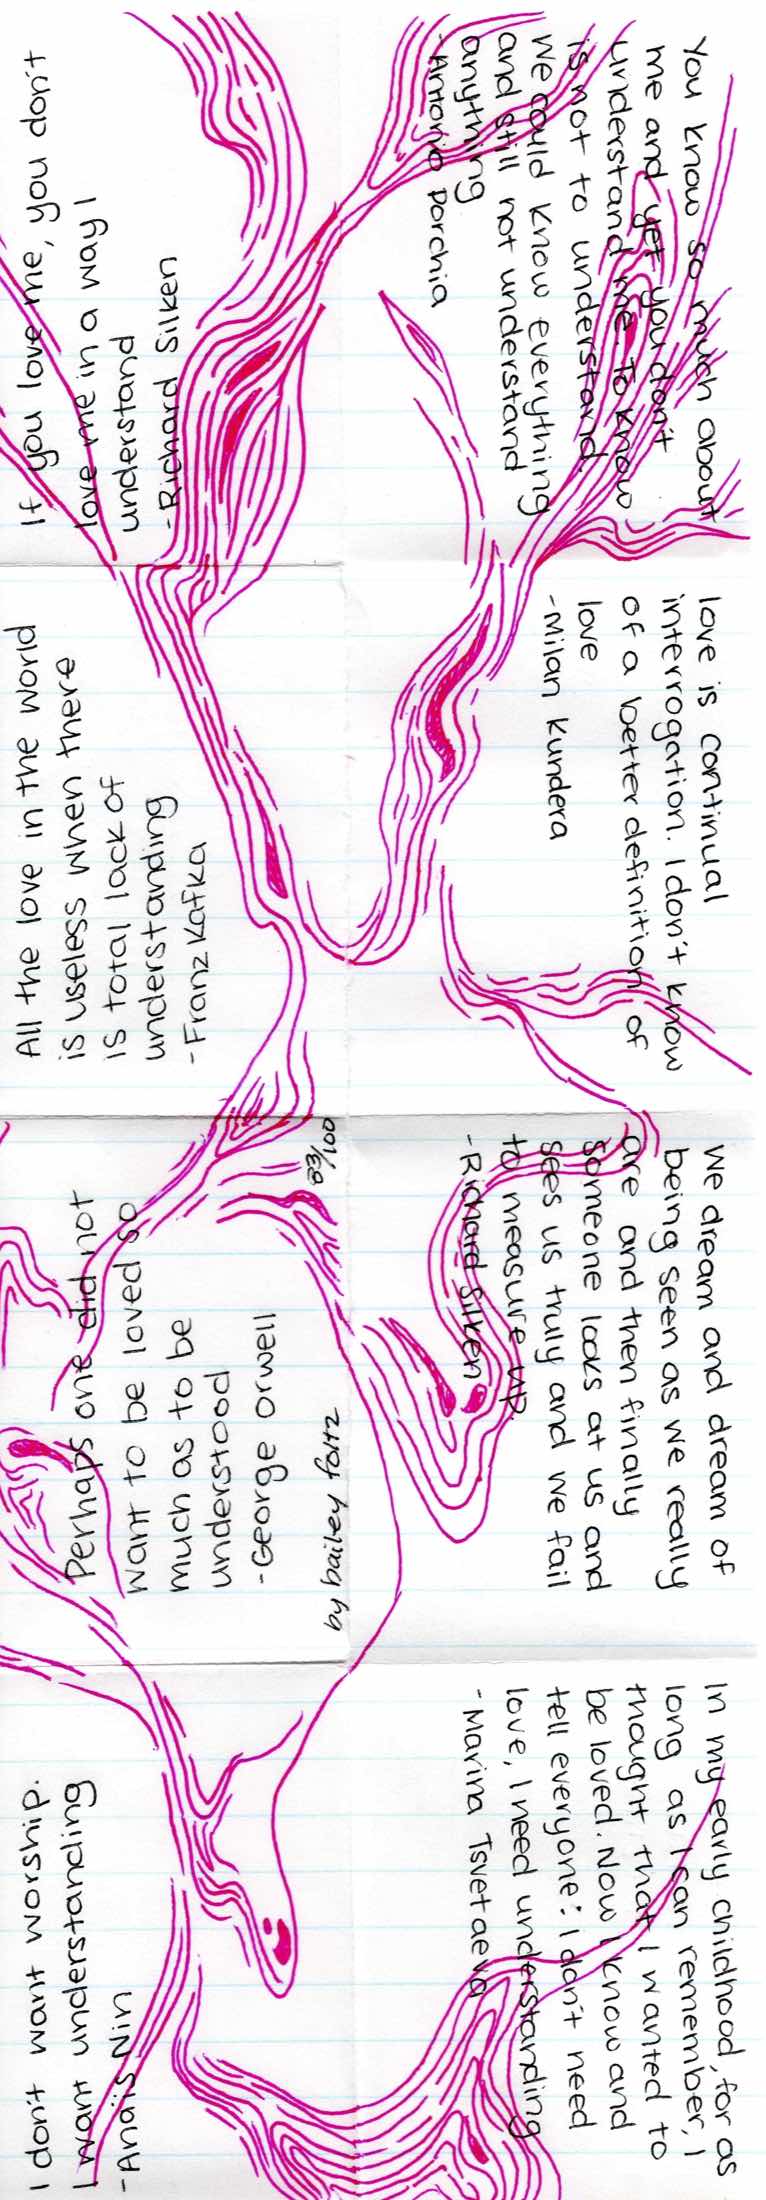 You know so much about
me and yet you don't
understand me. To know
is not to understand.
We could know everything
and still not understand
anything
-Antonio Porchia
love is continual
interrogation. I don't know
of a better definition of
love
-Milan Kundera
We dream and dream of
being seen as we really
are and then finally
someone looks at us and
sees us truly and we fail
to measure up.
-Richard Silken
In my early childhood, for as
long as I can remember, I
thought that I wanted to
be loved. Now I know and
tell everyone: I don't need
love, I need understanding
-Marina Tsvetaeva
If you love me, you don't
love me in a way I
understand
-Richard Silken
All the love in the world
is useless when there
is total lack of
understanding
-Franz Kafka
Perhaps one did not
want to be loved so
much as to be
understood
-George Orwell
by bailey foltz
63/100
I don't want worship.
I want understanding
-Anaïs Nin